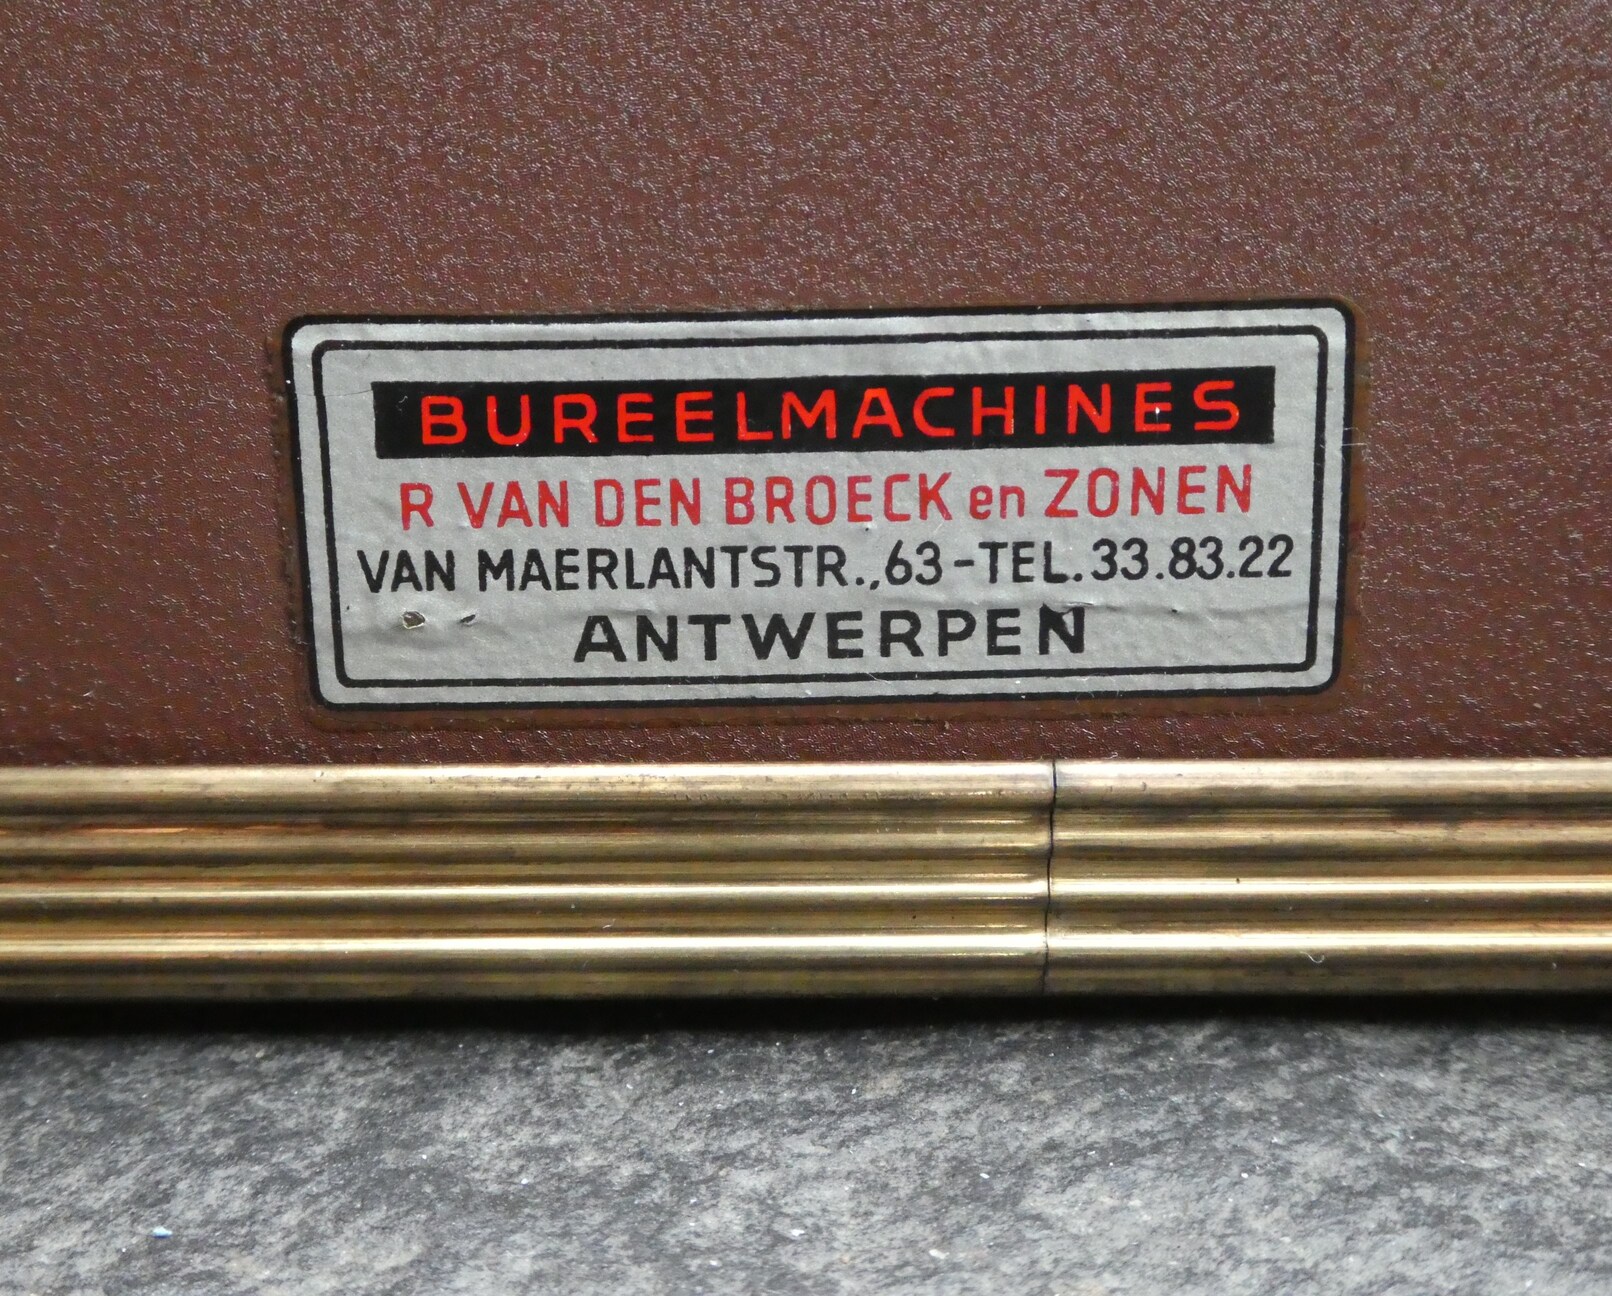 BUREELMACHINES
R VAN DEN BROECK en ZONEN
VAN MAERLANTSTR.,63-TEL.33.83.22
ANTWERPEN